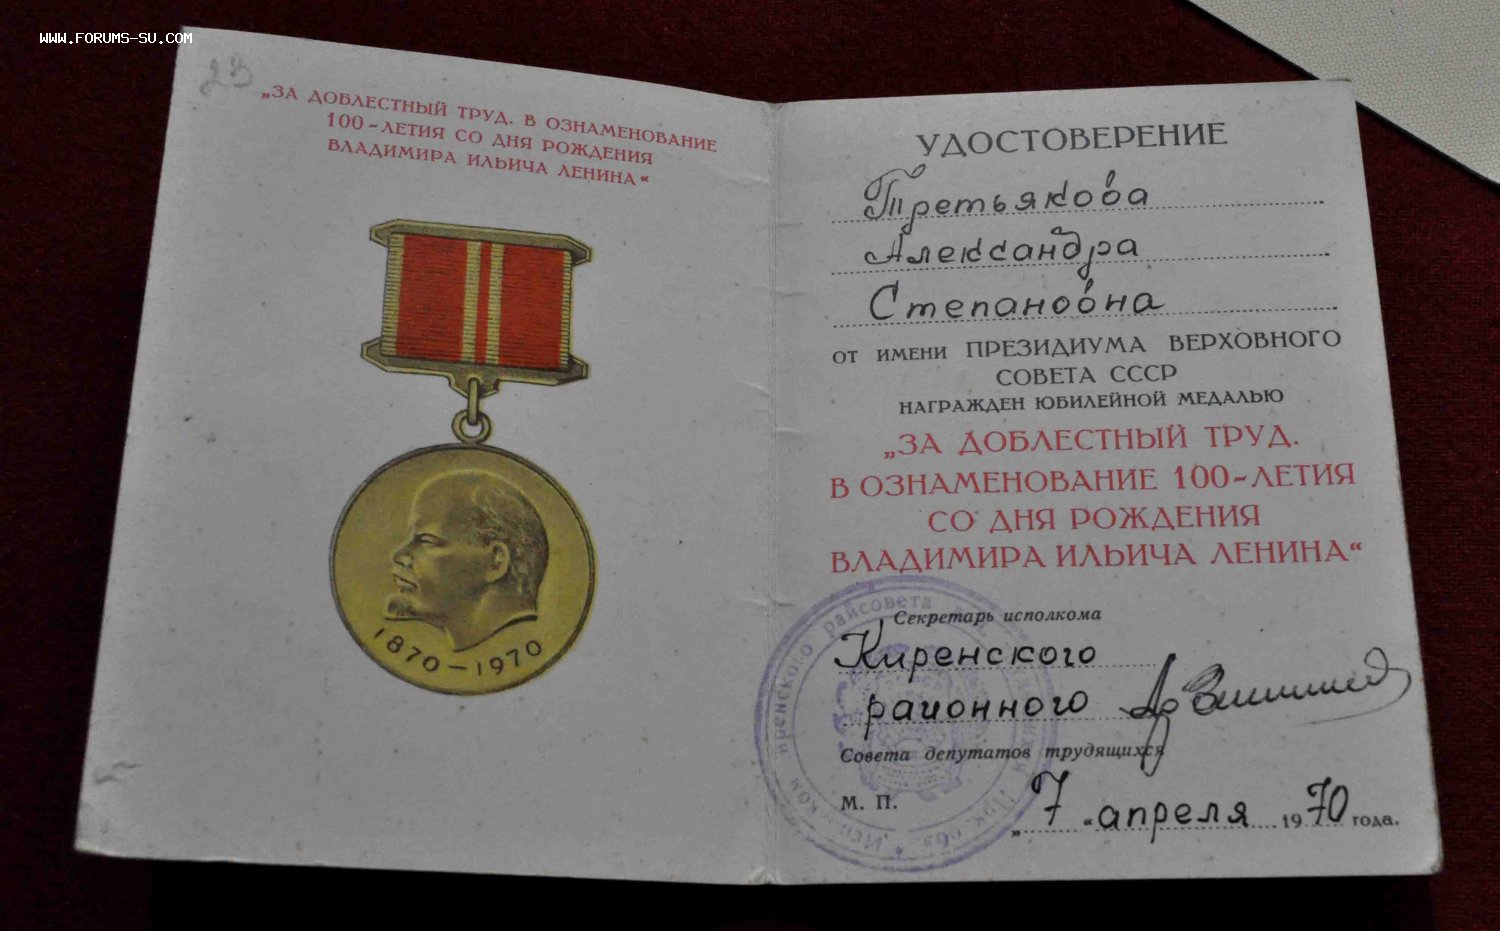 WWW.FORUMS-SU.COM
23
„ЗА ДОБЛЕСТНЫЙ ТРУД. В ОЗНАМЕНОВАНИЕ
100-ЛЕТИЯ СО ДНЯ РОЖДЕНИЯ
ВЛАДИМИРА ИЛЬИЧА ЛЕНИНА“
1870-1970
УДОСТОВЕРЕНИЕ
Третьякова
Александра
Степановна
ОТ ИМЕНИ ПРЕЗИДИУМА ВЕРХОВНОГО
СОВЕТА СССР
НАГРАЖДЕН ЮБИЛЕЙНОЙ МЕДАЛЬЮ
„ЗА ДОБЛЕСТНЫЙ ТРУД.
В ОЗНАМЕНОВАНИЕ 100-ЛЕТИЯ
СО ДНЯ РОЖДЕНИЯ
ВЛАДИМИРА ИЛЬИЧА ЛЕНИНА“
Секретарь исполкома
Киренского
районного
Совета депутатов трудящихся
М. П.
„7“ апреля 1970 года.
райсовета